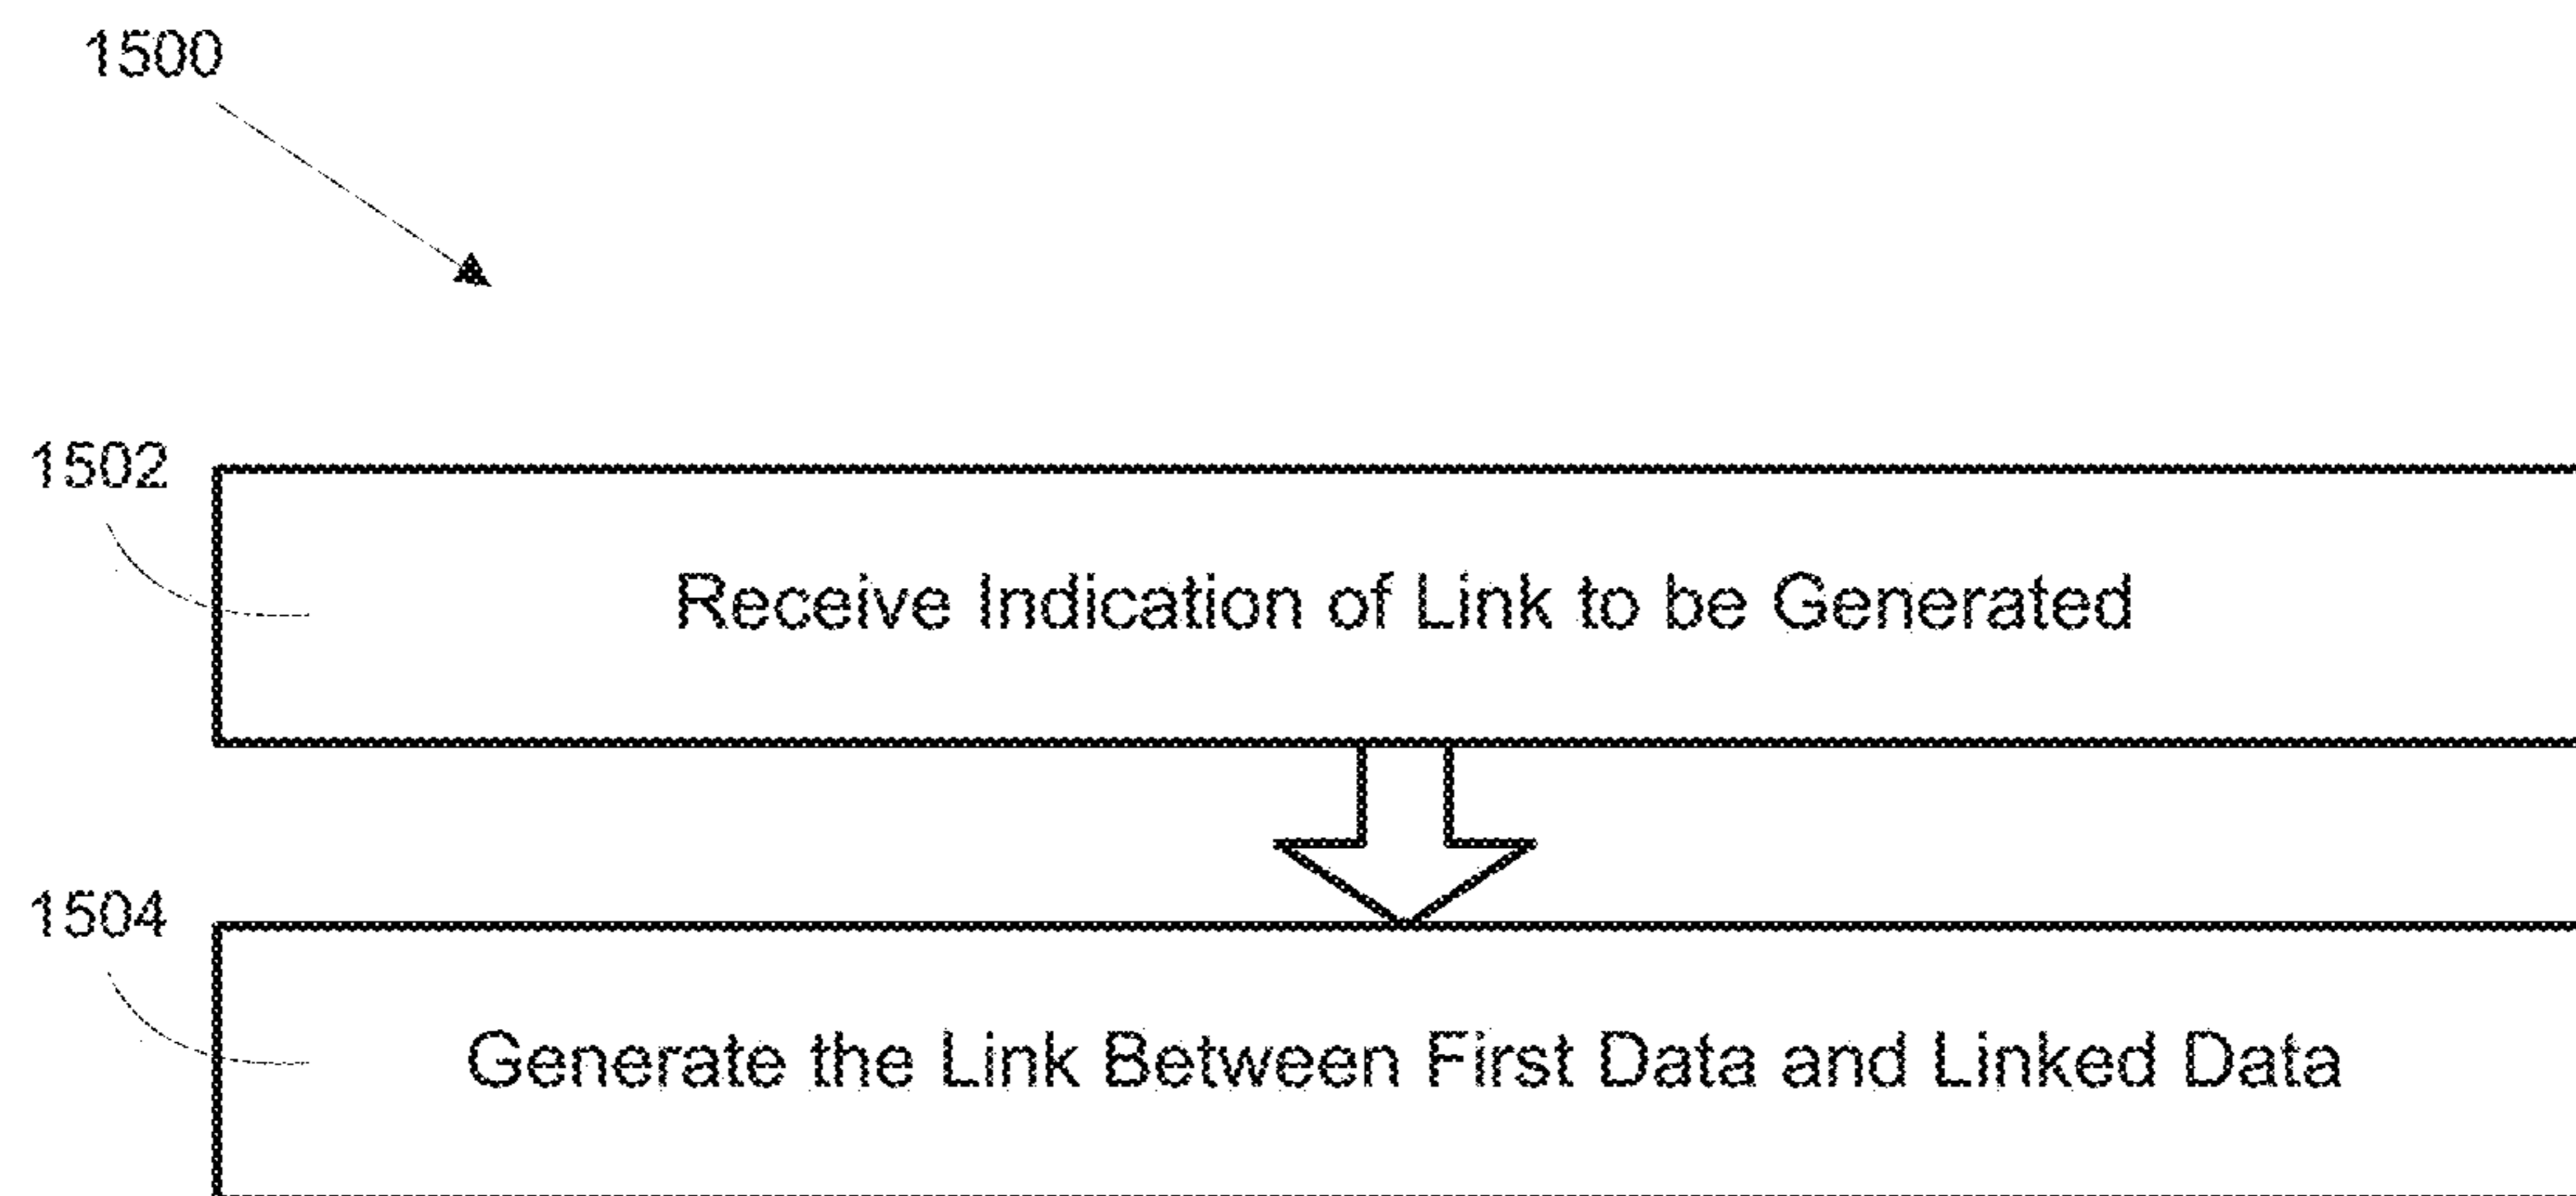 1500
1502
Receive Indication of Link to be Generated
1504
Generate the Link Between First Data and Linked Data